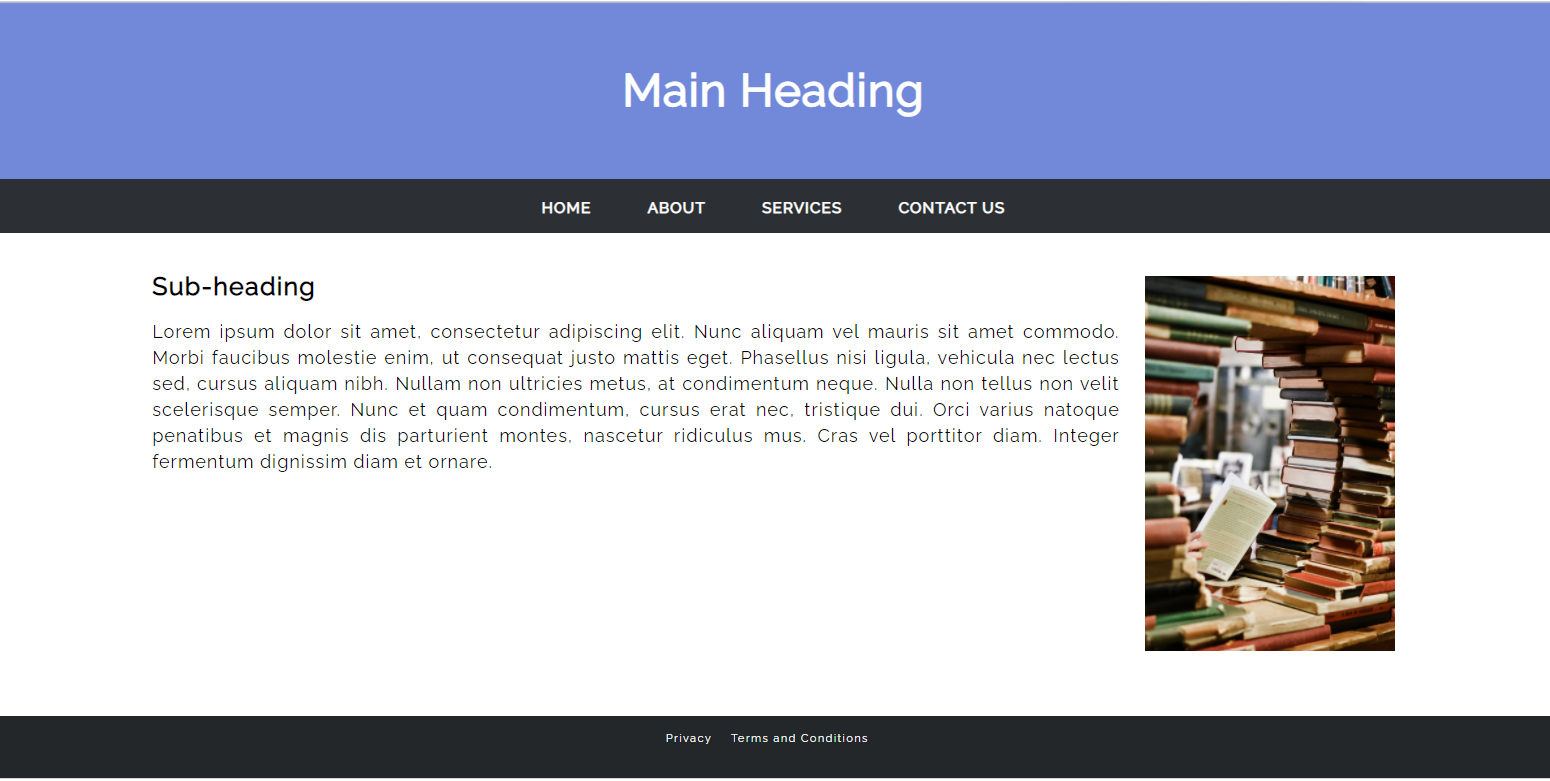 Main Heading
HOME ABOUT SERVICES CONTACT US
Sub-heading
Lorem ipsum dolor sit amet, consectetur adipiscing elit. Nunc aliquam vel mauris sit amet commodo.
Morbi faucibus molestie enim, ut consequat justo mattis eget. Phasellus nisi ligula, vehicula nec lectus
sed, cursus aliquam nibh. Nullam non ultricies metus, at condimentum neque. Nulla non tellus non velit
scelerisque semper. Nunc et quam condimentum, cursus erat nec, tristique dui. Orci varius natoque
penatibus et magnis dis parturient montes, nascetur ridiculus mus. Cras vel porttitor diam. Integer
fermentum dignissim diam et ornare.
Privacy Terms and Conditions